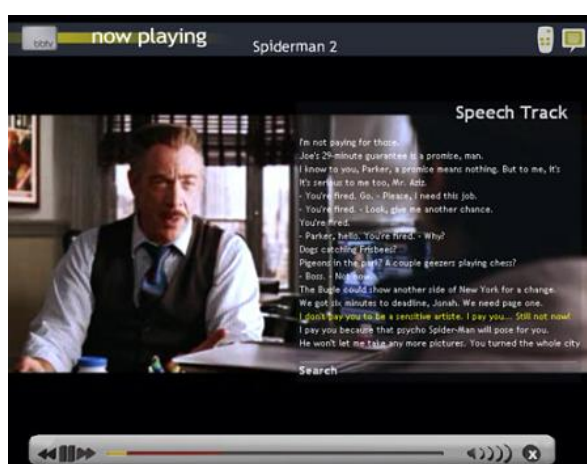 bbtv
now playing
Spiderman 2
Speech Track
I'm not paying for those.
Joe's 29-minute guarantee is a promise, man.
I know to you, Parker, a promise means nothing. But to me, it's
It's serious to me too, Mr. Aziz.
- You're fired. Go. - Please, I need this job.
- You're fired. - Look, give me another chance.
You're fired.
- Parker, hello. You're fired. - Why?
Dogs catching Frisbees?
Pigeons in the park? A couple geezers playing chess?
- Boss. - Not now.
The Bugle could show another side of New York for a change.
We got six minutes to deadline, Jonah. We need page one.
I don't pay you to be a sensitive artiste. I pay you... Still not now!
I pay you because that psycho Spider-Man will pose for you.
He won't let me take any more pictures. You turned the whole city
Search